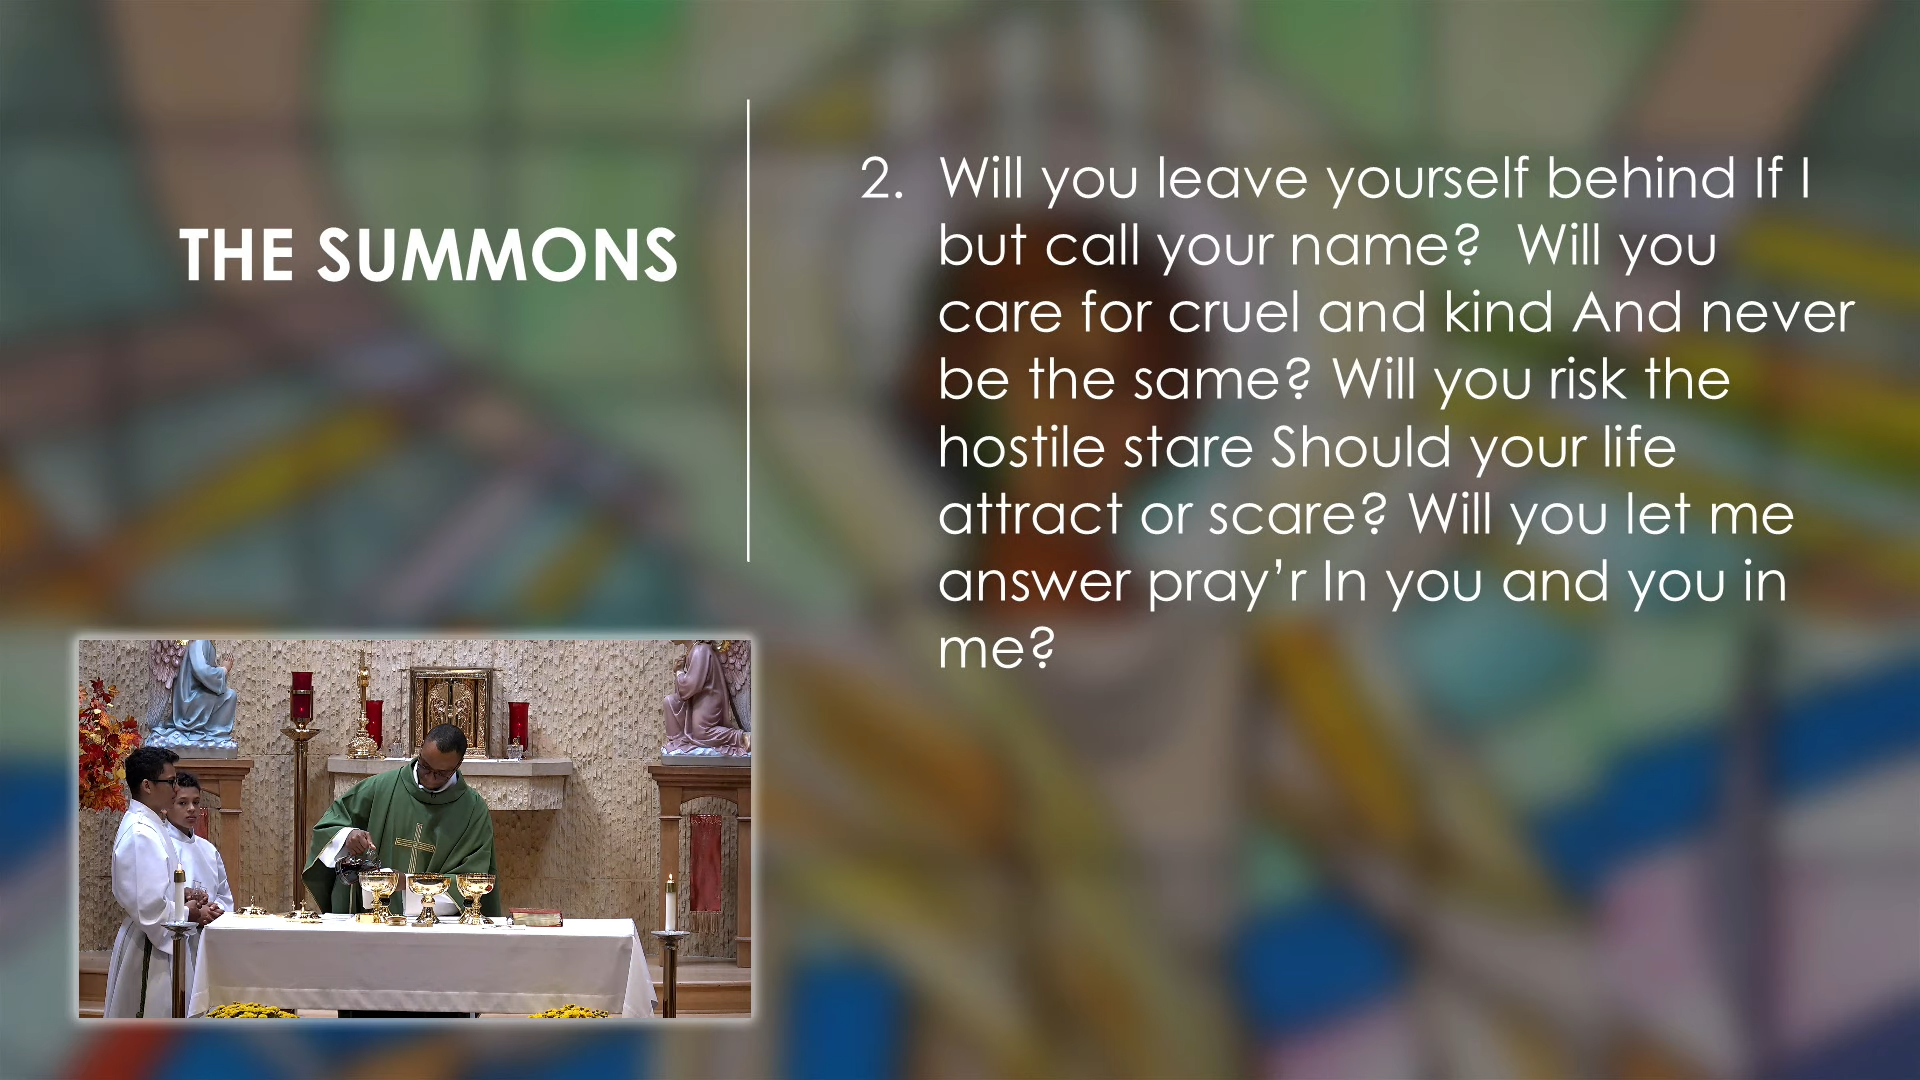 THE SUMMONS
2. Will you leave yourself behind If I
but call your name?  Will you
care for cruel and kind And never
be the same? Will you risk the
hostile stare Should your life
attract or scare? Will you let me
answer pray’r In you and you in
me?